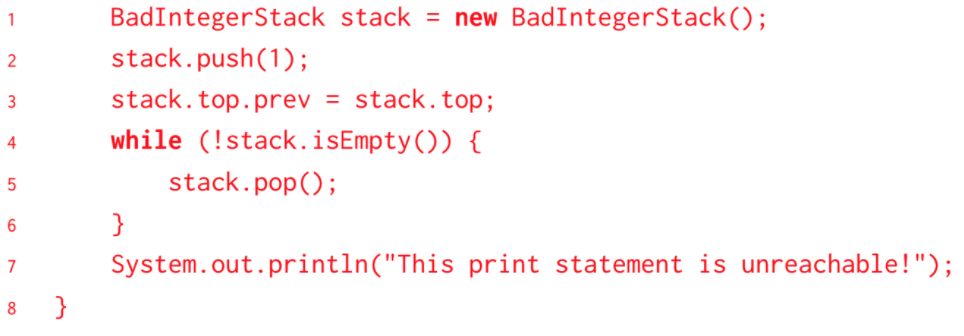 1 BadIntegerStack stack = new BadIntegerStack();
2 stack.push(1);
3 stack.top.prev = stack.top;
4 while (!stack.isEmpty()) {
5 stack.pop();
6 }
7 System.out.println("This print statement is unreachable!");
8 }